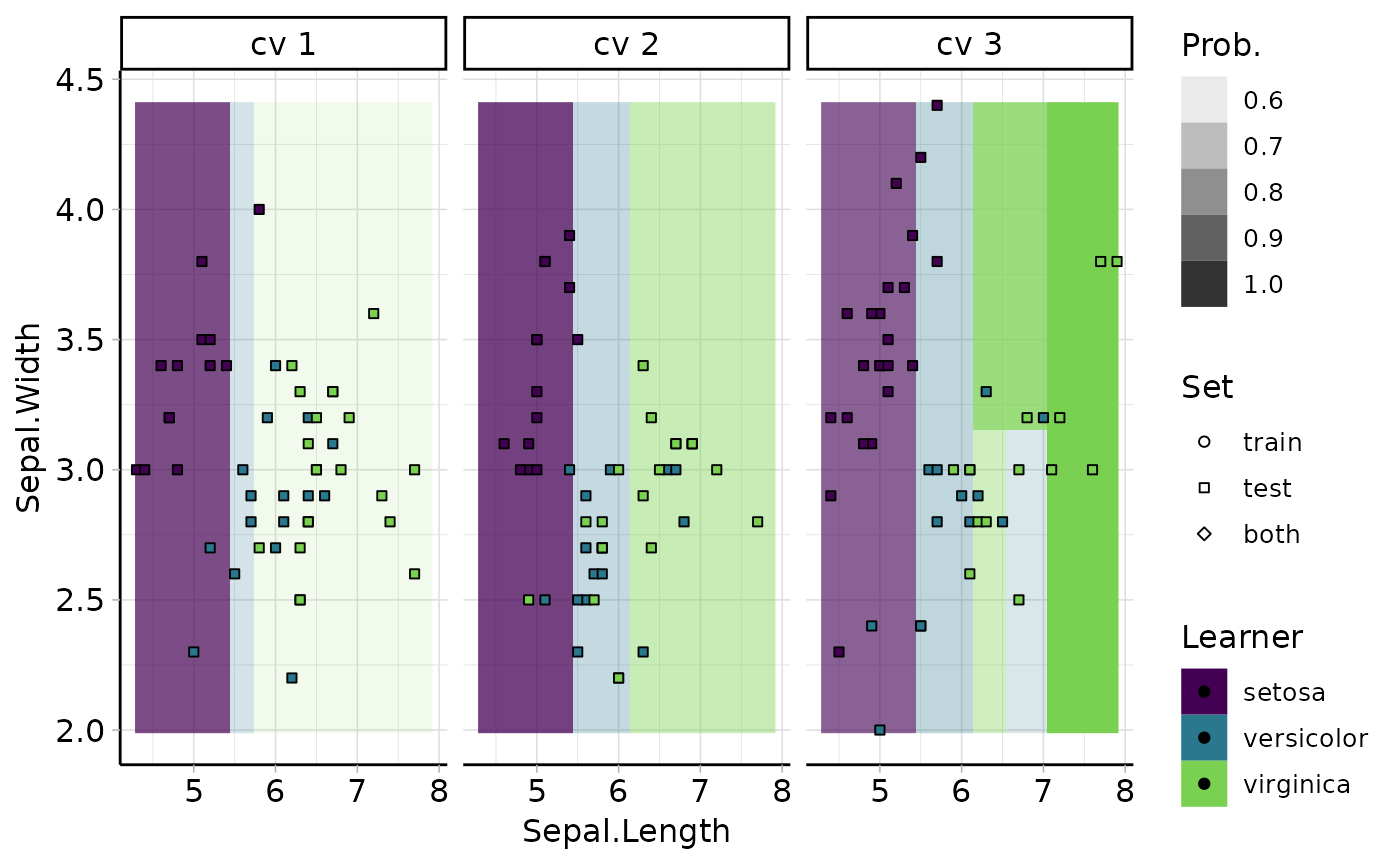 cv 1
cv 2
cv 3
4.5
4.0
3.5
3.0
2.5
2.0
Sepal.Width
5 6 7 8
5 6 7 8
5 6 7 8
Sepal.Length
Prob.
0.6
0.7
0.8
0.9
1.0
Set
train
test
both
Learner
setosa
versicolor
virginica